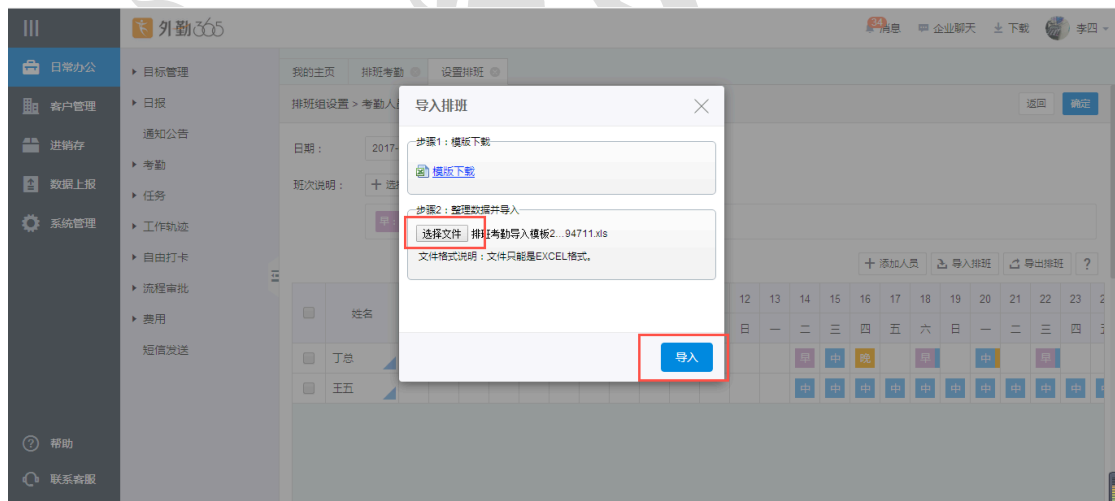 外勤365
34
消息 企业聊天 下载 李四
日常办公
客户管理
进销存
数据上报
系统管理
帮助
联系客服
目标管理
日报
通知公告
考勤
任务
工作轨迹
自由打卡
流程审批
费用
短信发送
我的主页 排班考勤 设置排班
排班组设置 > 考勤人
返回 确定
日期： 2017-
班次说明： 十 选
早
导入排班
步骤1：模版下载
模版下载
步骤2：整理数据并导入
选择文件 排班考勤导入模板2...94711.xls
文件格式说明：文件只能是EXCEL格式。
导入
添加人员 导入排班 导出排班 ?
姓名 12 13 14 15 16 17 18 19 20 21 22 23 2
日 一 二 三 四 五 六 日 一 二 三 四
丁总 早 中 晚 早 中 早
王五 中 中 中 中 中 中 中 中 中 中